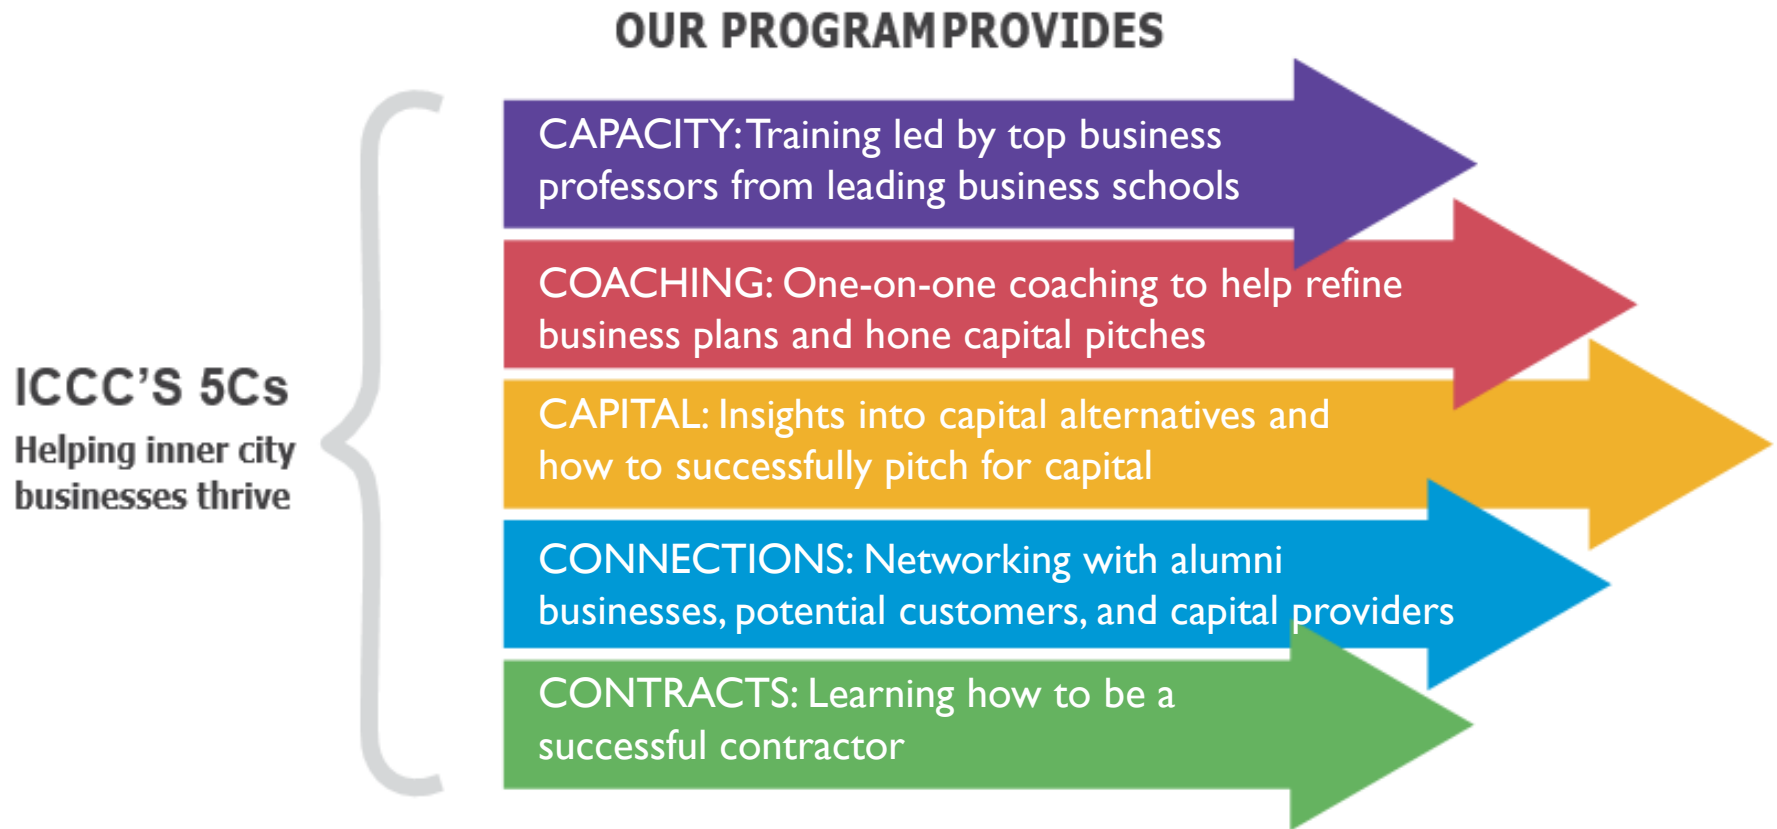 OUR PROGRAM PROVIDES
CAPACITY: Training led by top business
professors from leading business schools
COACHING: One-on-one coaching to help refine
business plans and hone capital pitches
ICCC'S 5Cs
Helping inner city
businesses thrive
CAPITAL: Insights into capital alternatives and
how to successfully pitch for capital
CONNECTIONS: Networking with alumni
businesses, potential customers, and capital providers
CONTRACTS: Learning how to be a
successful contractor